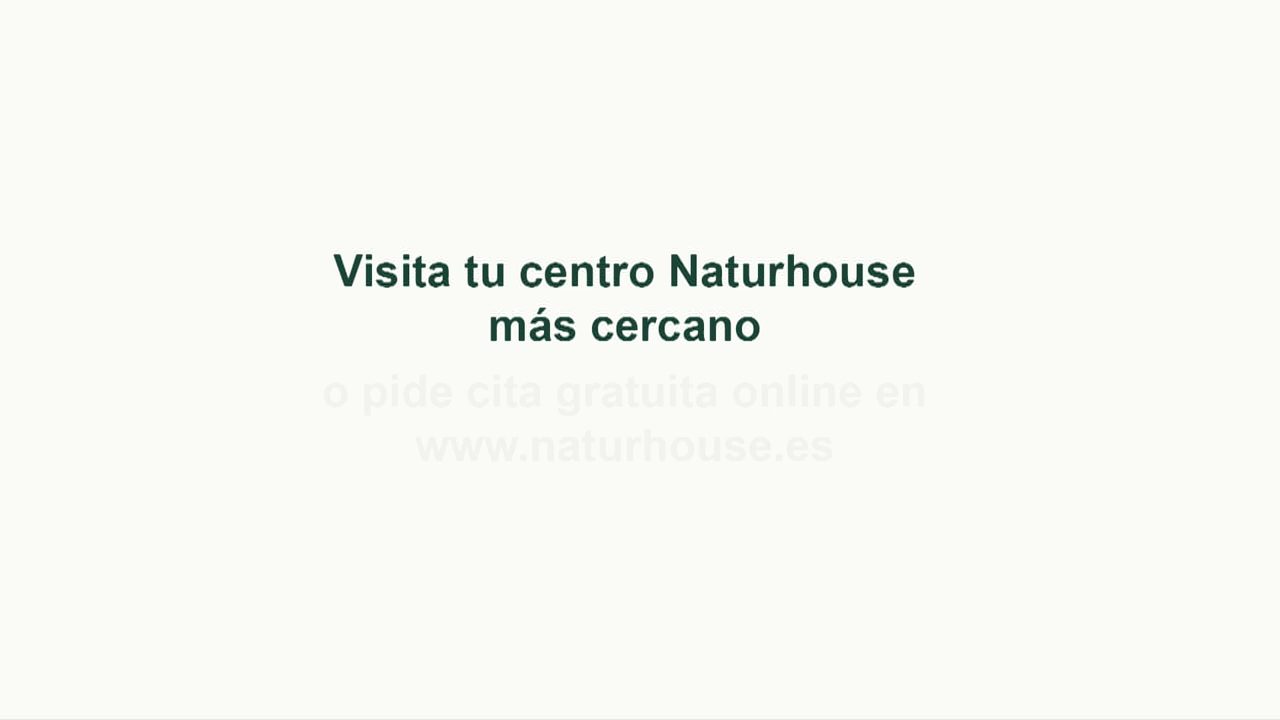 Visita tu centro Naturhouse
más cercano
o pide cita gratuita online en
www.naturhouse.es